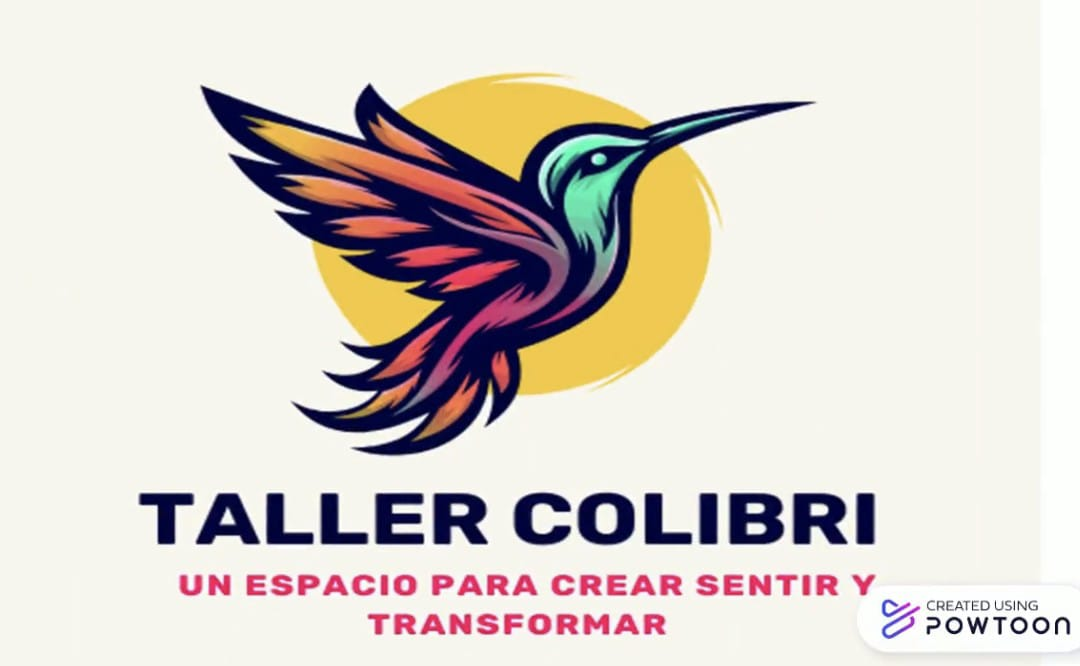 TALLER COLIBRI
UN ESPACIO PARA CREAR SENTIR Y
TRANSFORMAR
CREATED USING
POWTOON